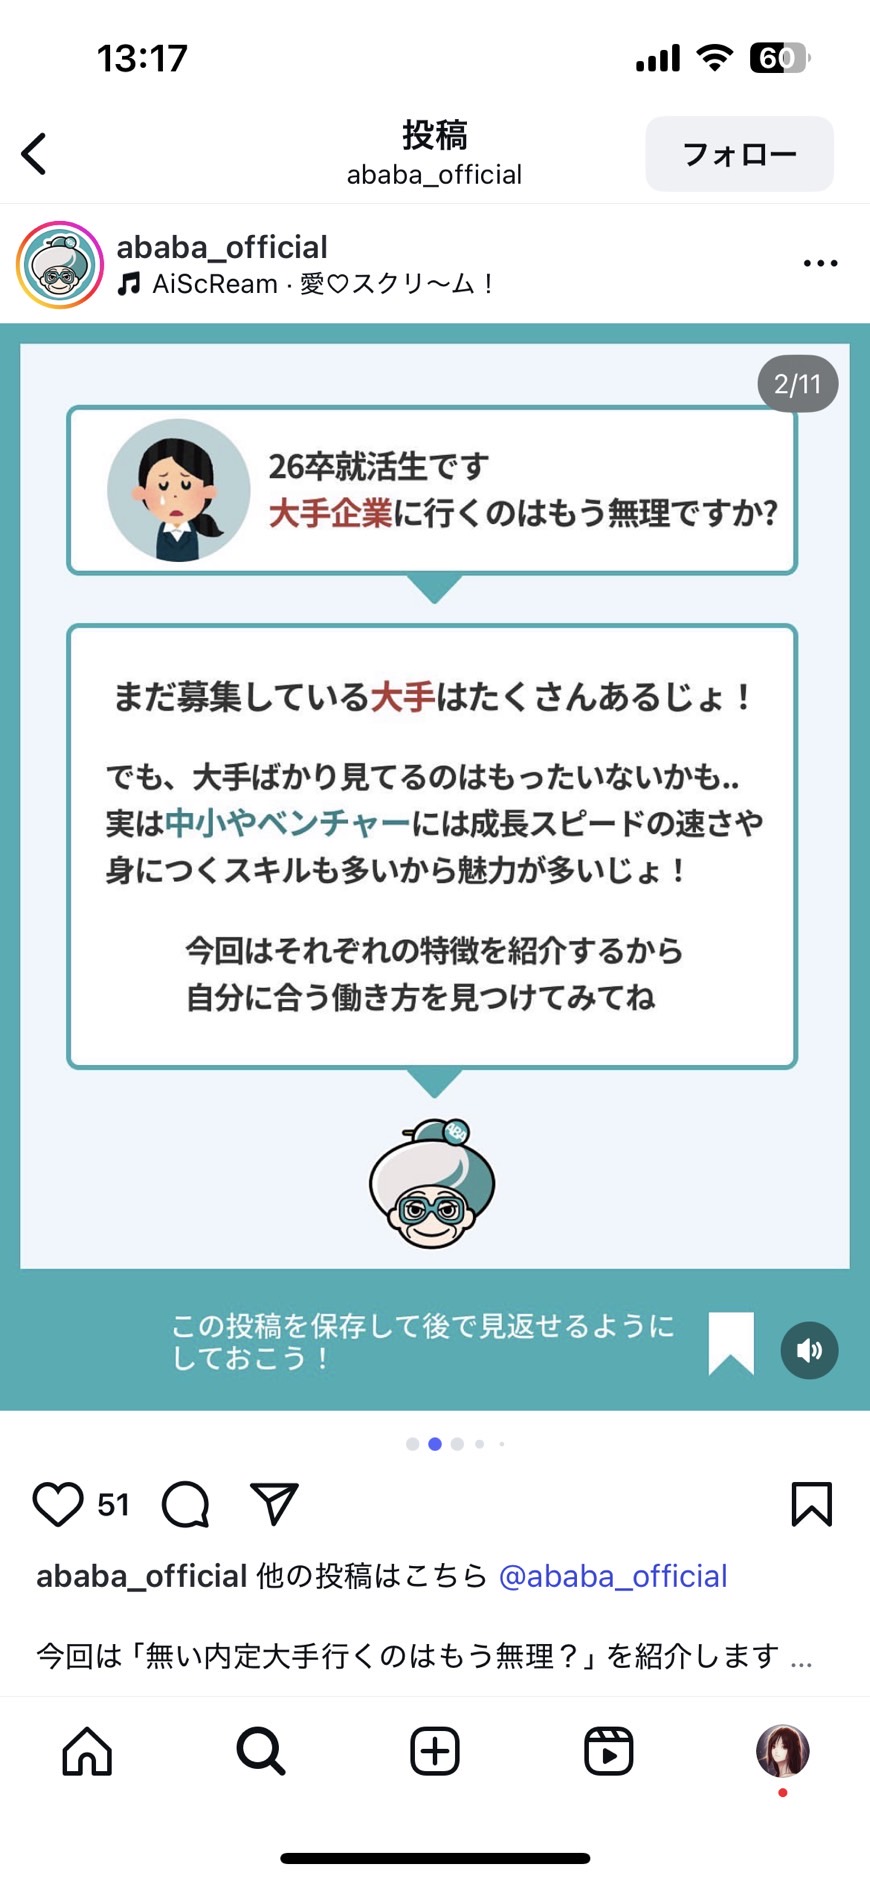 13:17
60
投稿
ababa_official
フォロー
ababa_official
AiScReam · 愛♡スクリ〜ム！
2/11
26卒就活生です
大手企業に行くのはもう無理ですか?
まだ募集している大手はたくさんあるじょ！
でも、大手ばかり見てるのはもったいないかも..
実は中小やベンチャーには成長スピードの速さや
身につくスキルも多いから魅力が多いじょ！
今回はそれぞれの特徴を紹介するから
自分に合う働き方を見つけてみてね
ABA
この投稿を保存して後で見返せるように
しておこう！
51
ababa_official 他の投稿はこちら @ababa_official
今回は「無い内定大手行くのはもう無理？」を紹介します ...